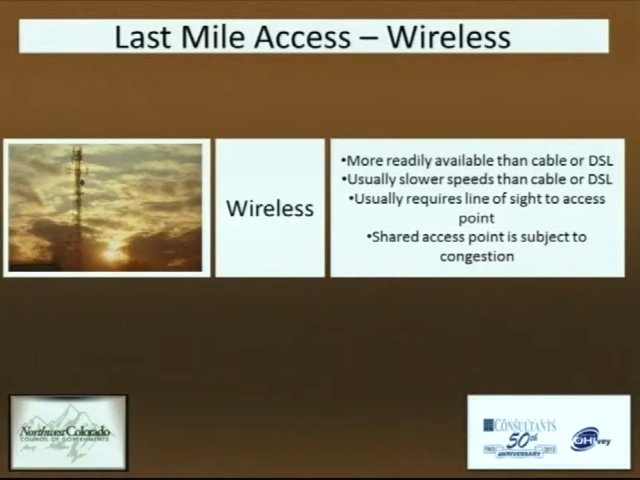 Last Mile Access – Wireless
Wireless
•More readily available than cable or DSL
•Usually slower speeds than cable or DSL
•Usually requires line of sight to access
point
•Shared access point is subject to
congestion
Northwest Colorado
COUNCIL OF GOVERNMENTS
CONSULTANTS
50th
ANNIVERSARY